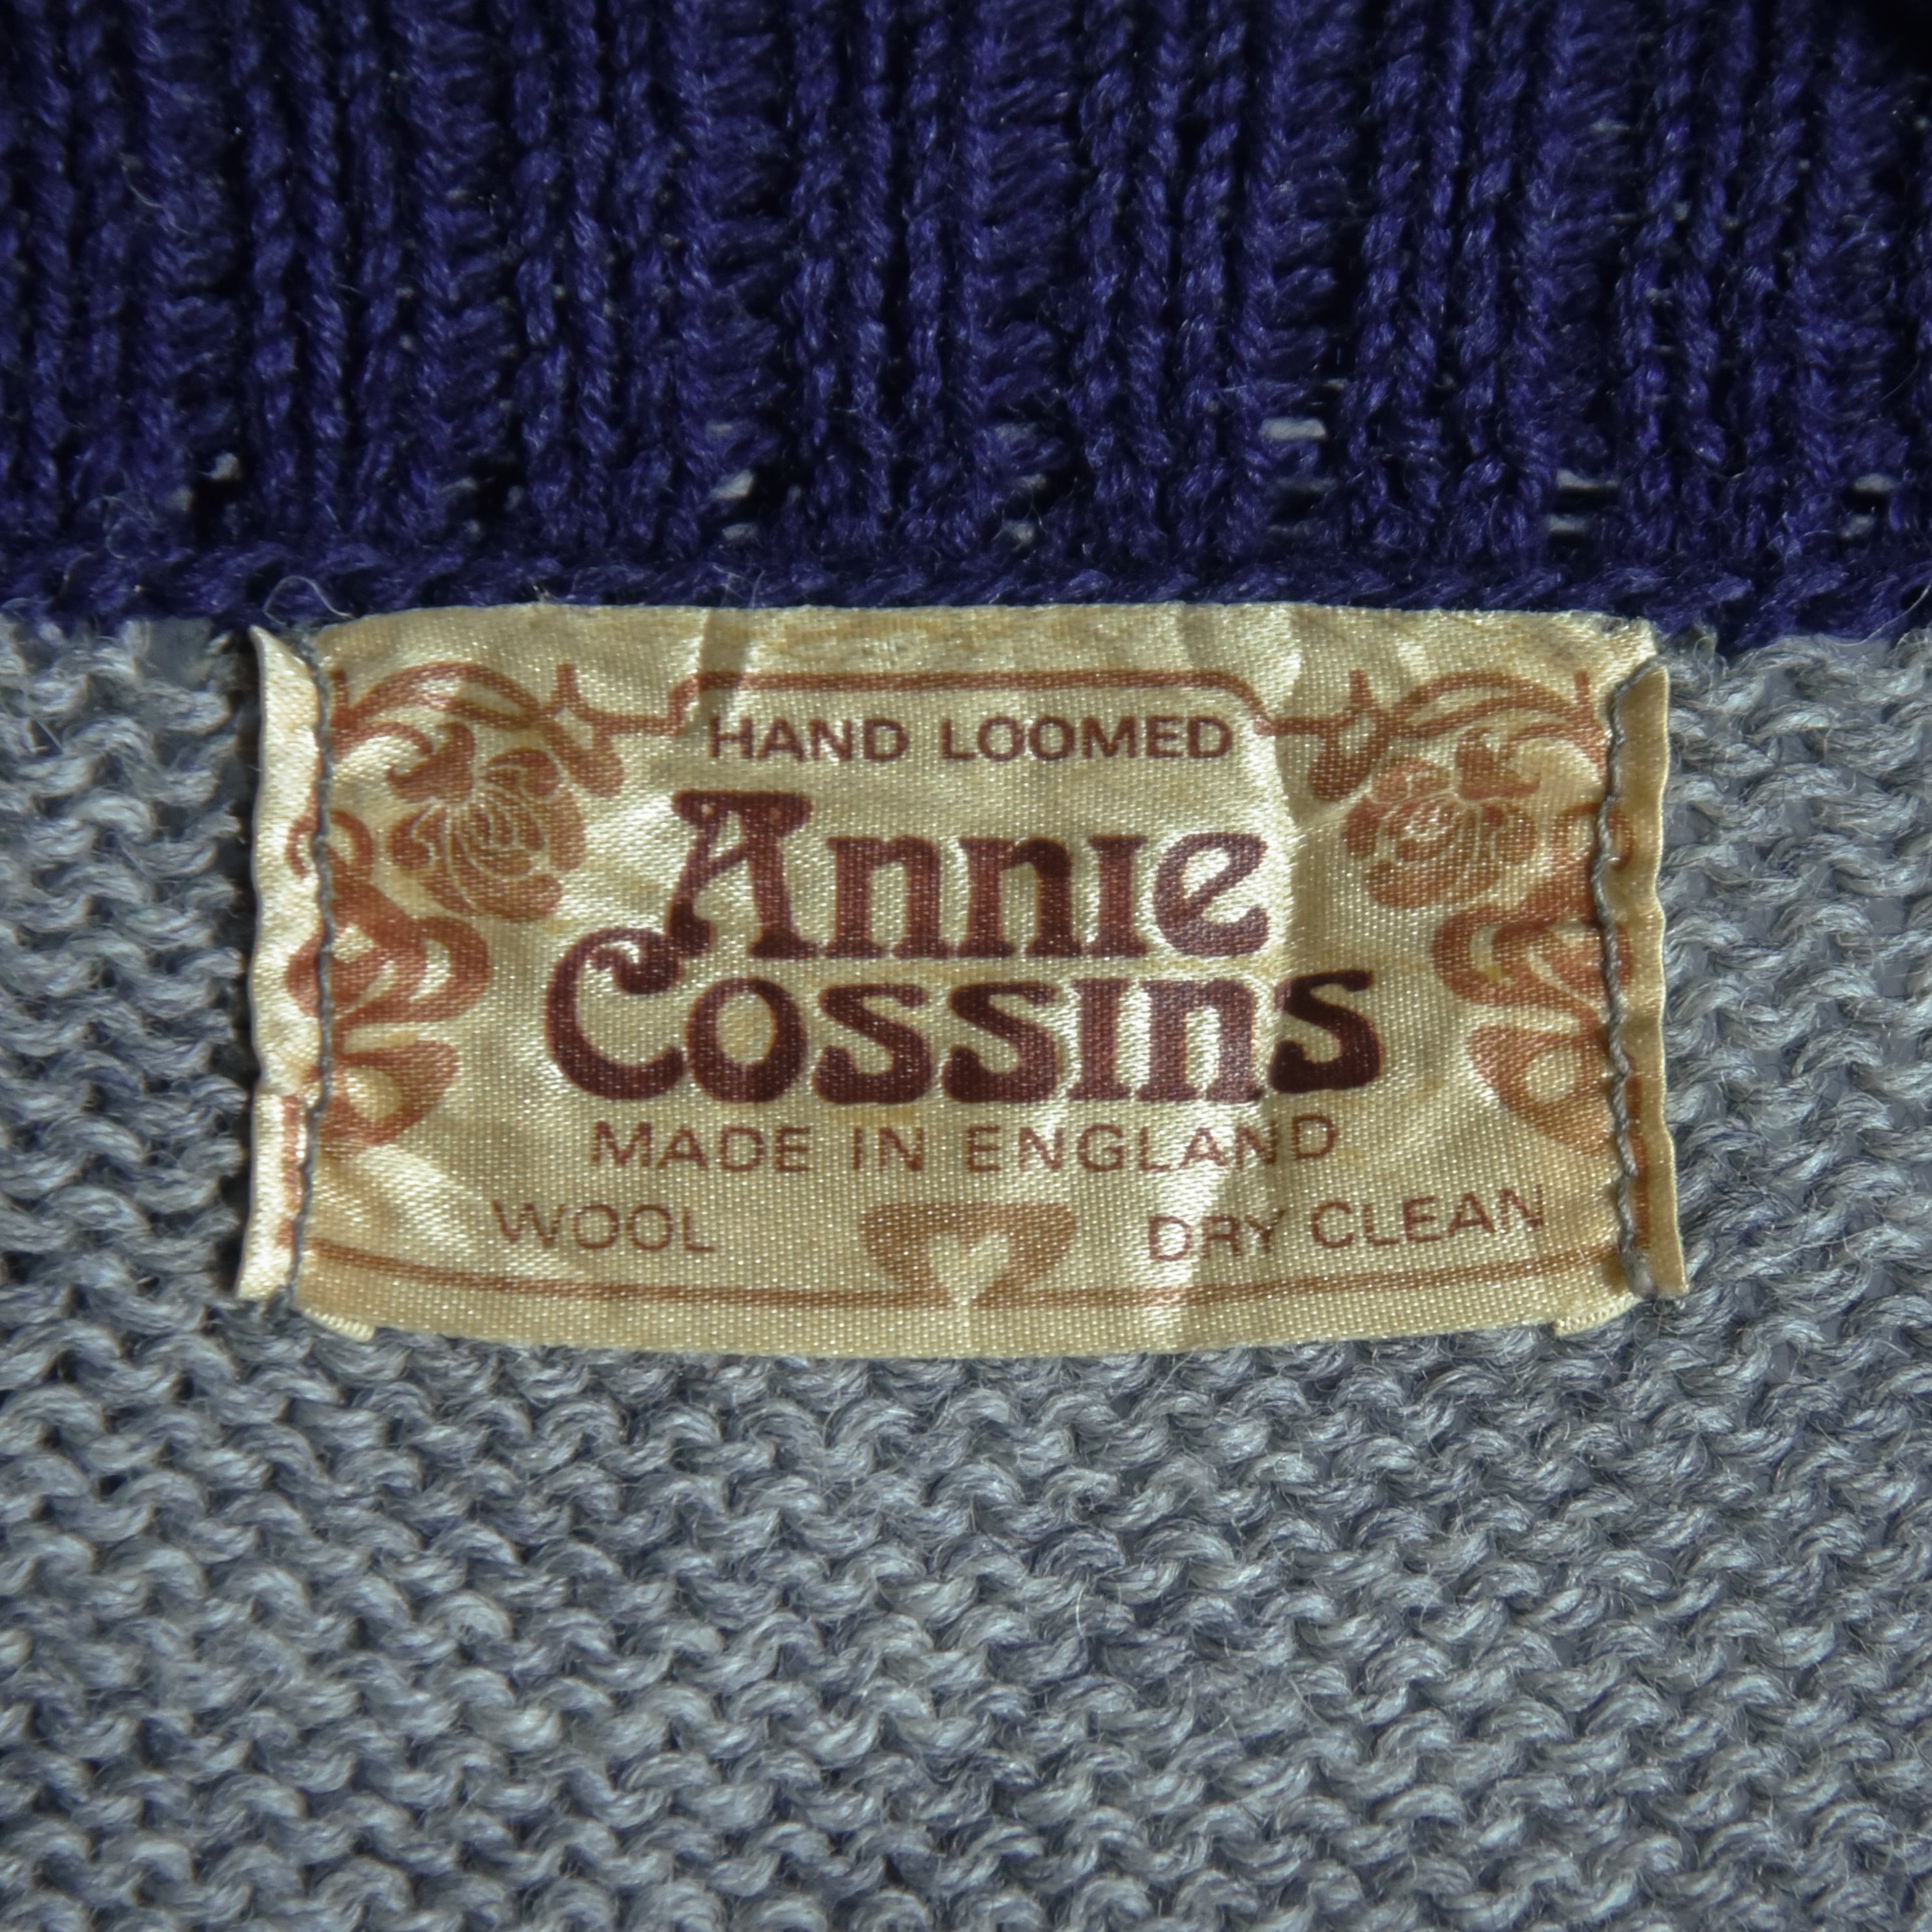 HAND LOOMED
Annie
Cossins
MADE IN ENGLAND
WOOL DRY CLEAN